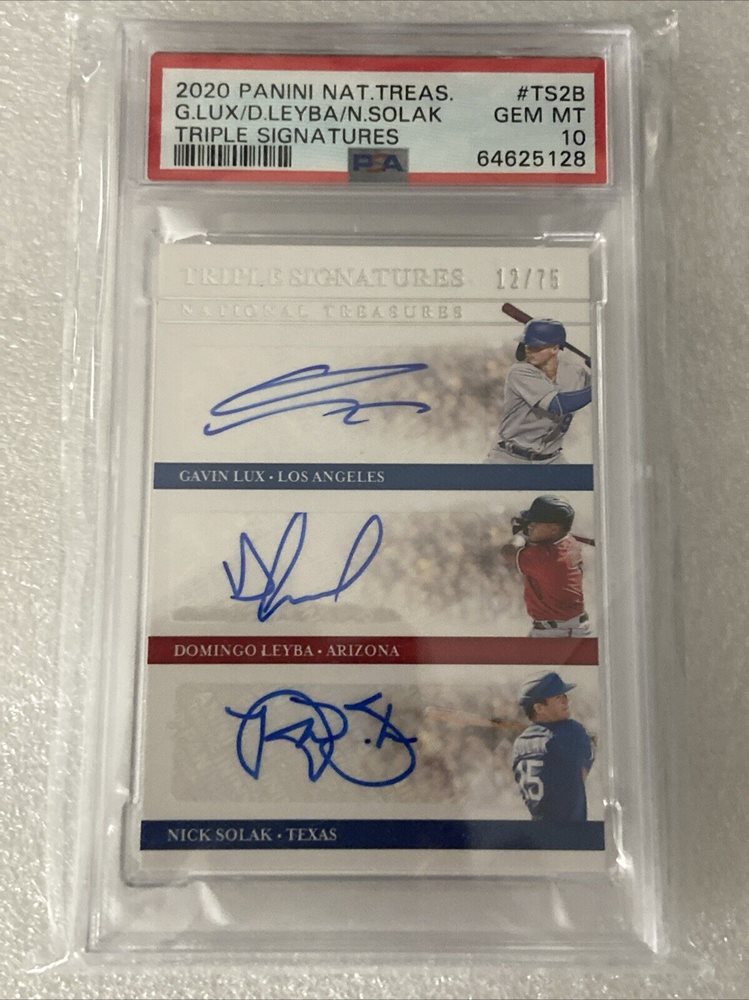 2020 PANINI NAT.TREAS. #TS2B
G.LUX/D.LEYBA/N.SOLAK GEM MT
TRIPLE SIGNATURES 10
PSA 64625128
TRIPLE SIGNATURES 12/75
NATIONAL TREASURES
GAVIN LUX • LOS ANGELES
DOMINGO LEYBA • ARIZONA
15
NICK SOLAK • TEXAS